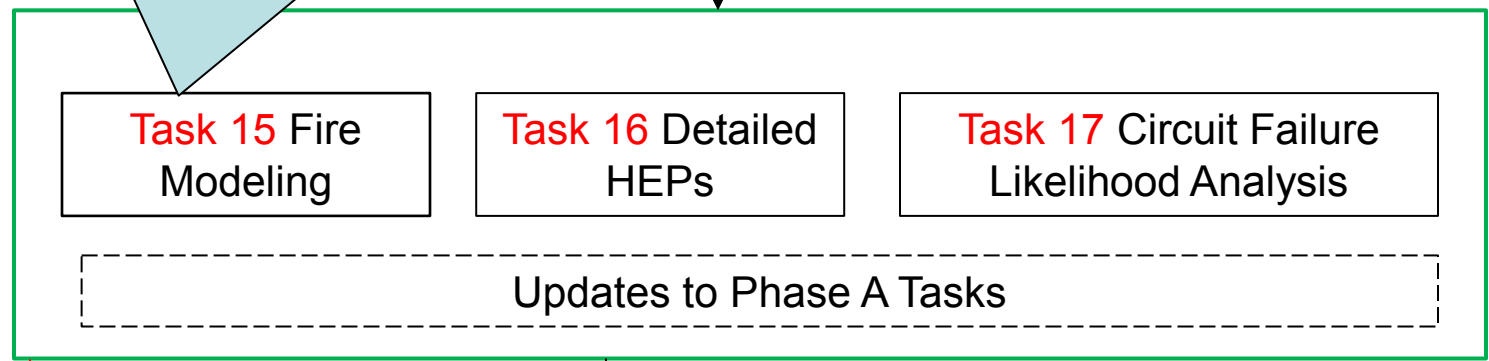 Task 15 Fire
Modeling
Task 16 Detailed
HEPs
Task 17 Circuit Failure
Likelihood Analysis
Updates to Phase A Tasks